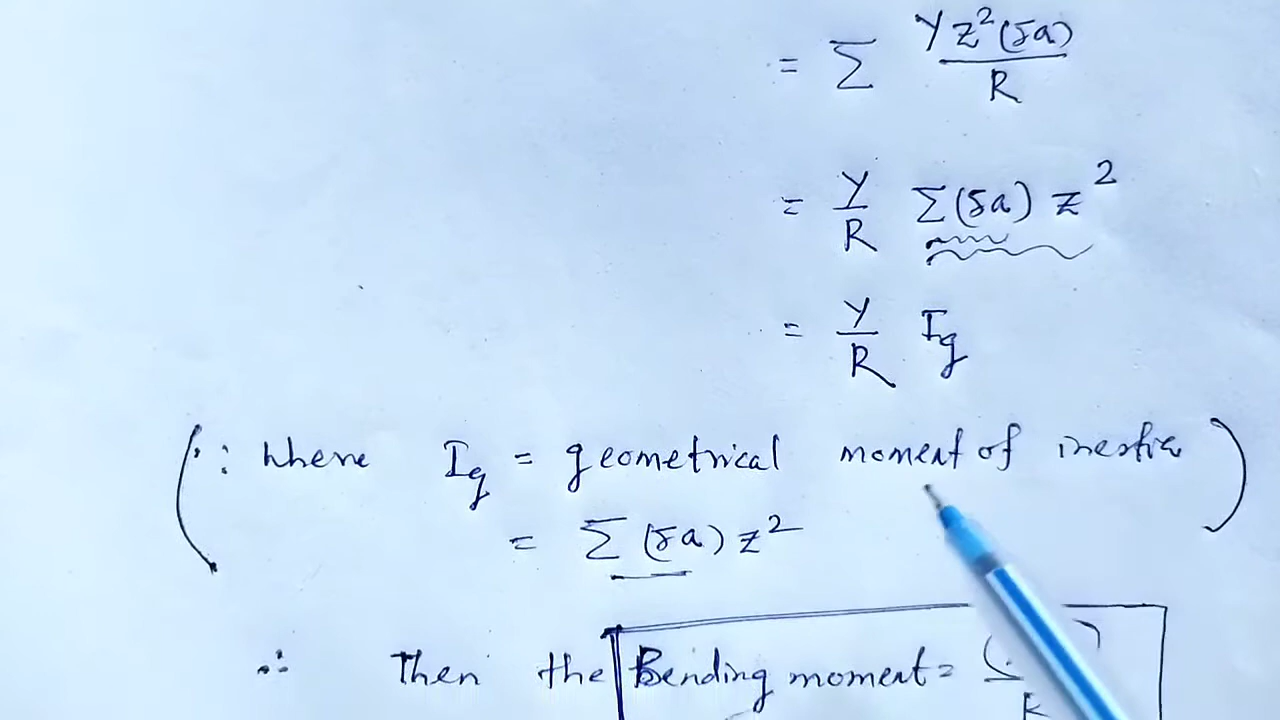 = Σ Yz²(δa) / R
= Y/R Σ(δa) z²
= Y/R Ig
(∵ where Ig = geometrical moment of inertia)
= Σ (δa) z²
∴ Then the Bending moment = R